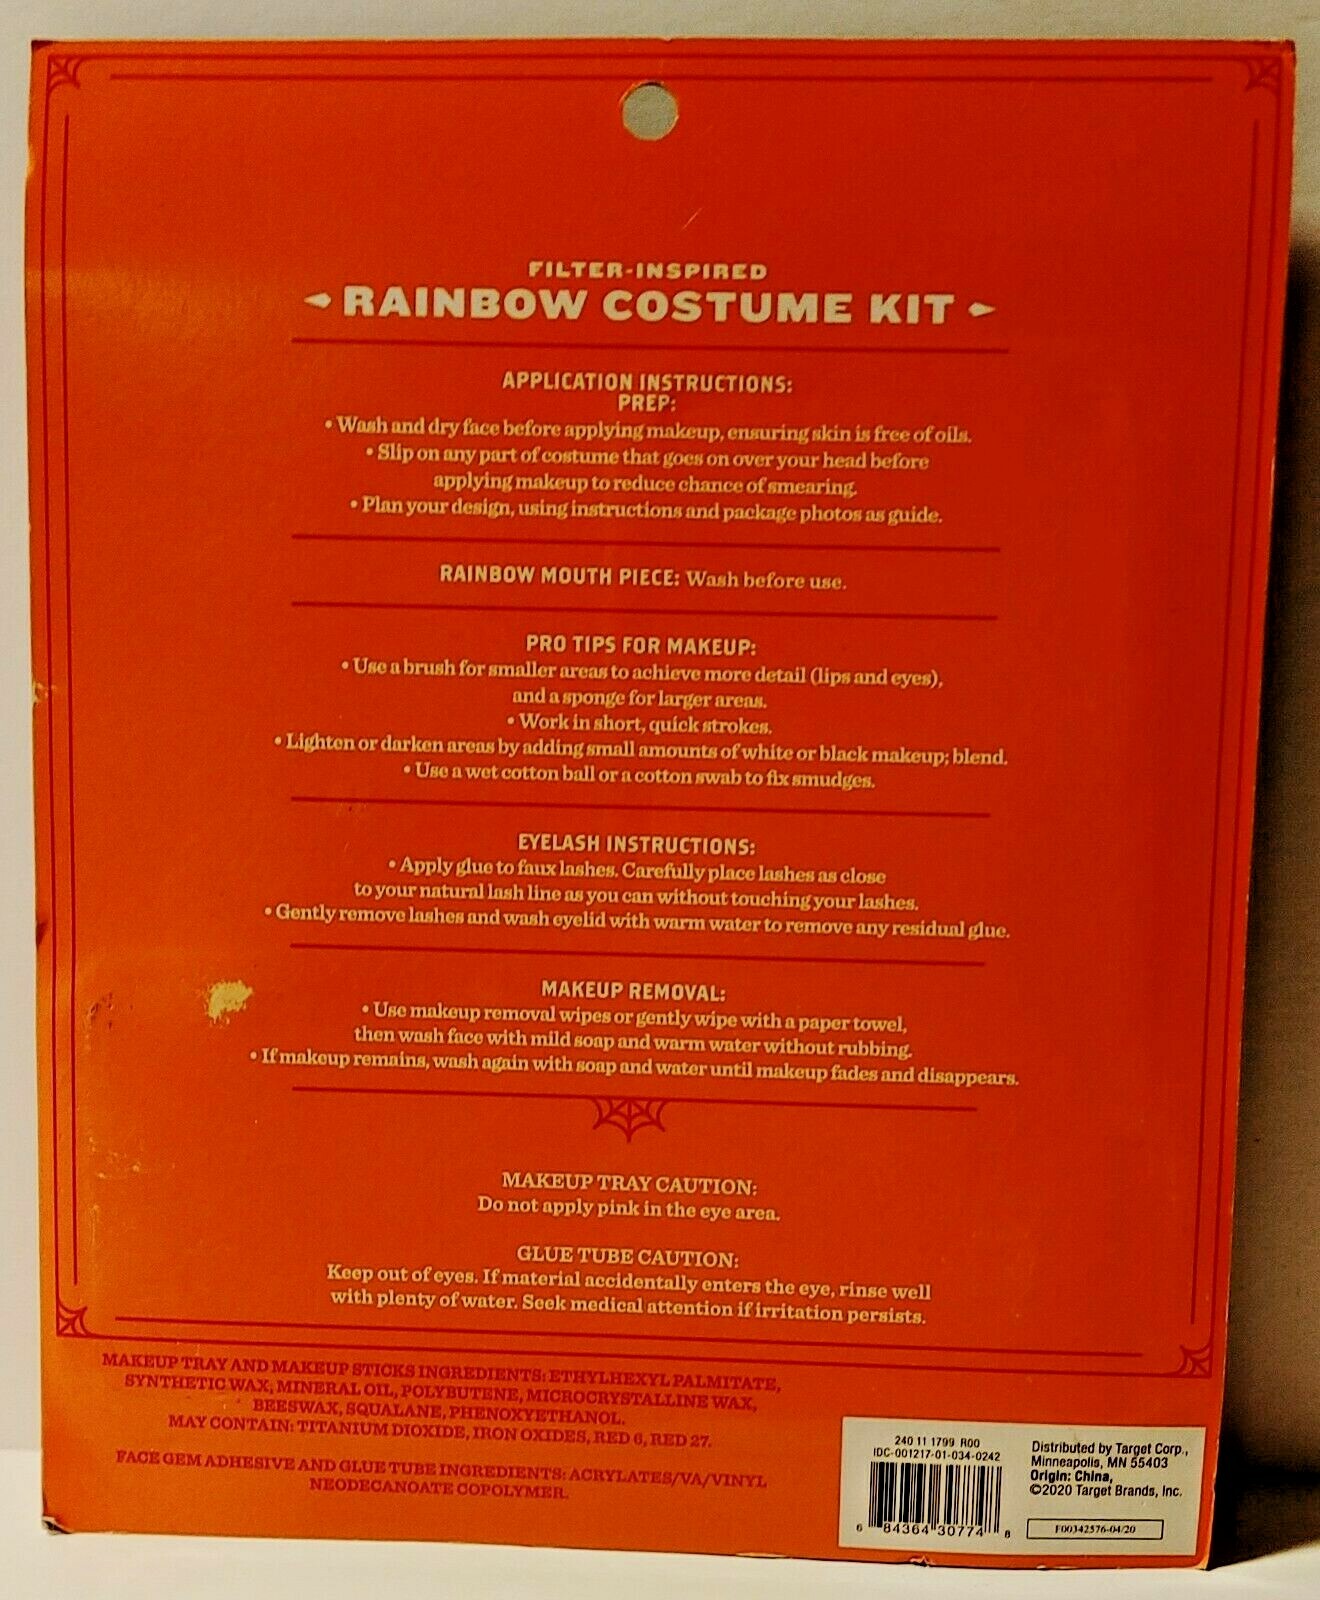 FILTER-INSPIRED
RAINBOW COSTUME KIT
APPLICATION INSTRUCTIONS:
PREP:
• Wash and dry face before applying makeup, ensuring skin is free of oils.
• Slip on any part of costume that goes on over your head before
applying makeup to reduce chance of smearing.
• Plan your design, using instructions and package photos as guide.
RAINBOW MOUTH PIECE: Wash before use.
PRO TIPS FOR MAKEUP:
• Use a brush for smaller areas to achieve more detail (lips and eyes),
and a sponge for larger areas.
• Work in short, quick strokes.
• Lighten or darken areas by adding small amounts of white or black makeup; blend.
• Use a wet cotton ball or a cotton swab to fix smudges.
EYELASH INSTRUCTIONS:
• Apply glue to faux lashes. Carefully place lashes as close
to your natural lash line as you can without touching your lashes.
• Gently remove lashes and wash eyelid with warm water to remove any residual glue.
MAKEUP REMOVAL:
• Use makeup removal wipes or gently wipe with a paper towel,
then wash face with mild soap and warm water without rubbing.
• If makeup remains, wash again with soap and water until makeup fades and disappears.
MAKEUP TRAY CAUTION:
Do not apply pink in the eye area.
GLUE TUBE CAUTION:
Keep out of eyes. If material accidentally enters the eye, rinse well
with plenty of water. Seek medical attention if irritation persists.
MAKEUP TRAY AND MAKEUP STICKS INGREDIENTS: ETHYLHEXYL PALMITATE,
SYNTHETIC WAX, MINERAL OIL, POLYBUTENE, MICROCRYSTALLINE WAX,
BEESWAX, SQUALANE, PHENOXYETHANOL.
MAY CONTAIN: TITANIUM DIOXIDE, IRON OXIDES, RED 6, RED 27.
FACE GEM ADHESIVE AND GLUE TUBE INGREDIENTS: ACRYLATES/VA/VINYL
NEODECANOATE COPOLYMER.
240 11 1799 R00
IDC-001217-01-034-0242
6 84364 30774 8
Distributed by Target Corp.,
Minneapolis, MN 55403
Origin: China,
©2020 Target Brands, Inc.
F00342576-04/20